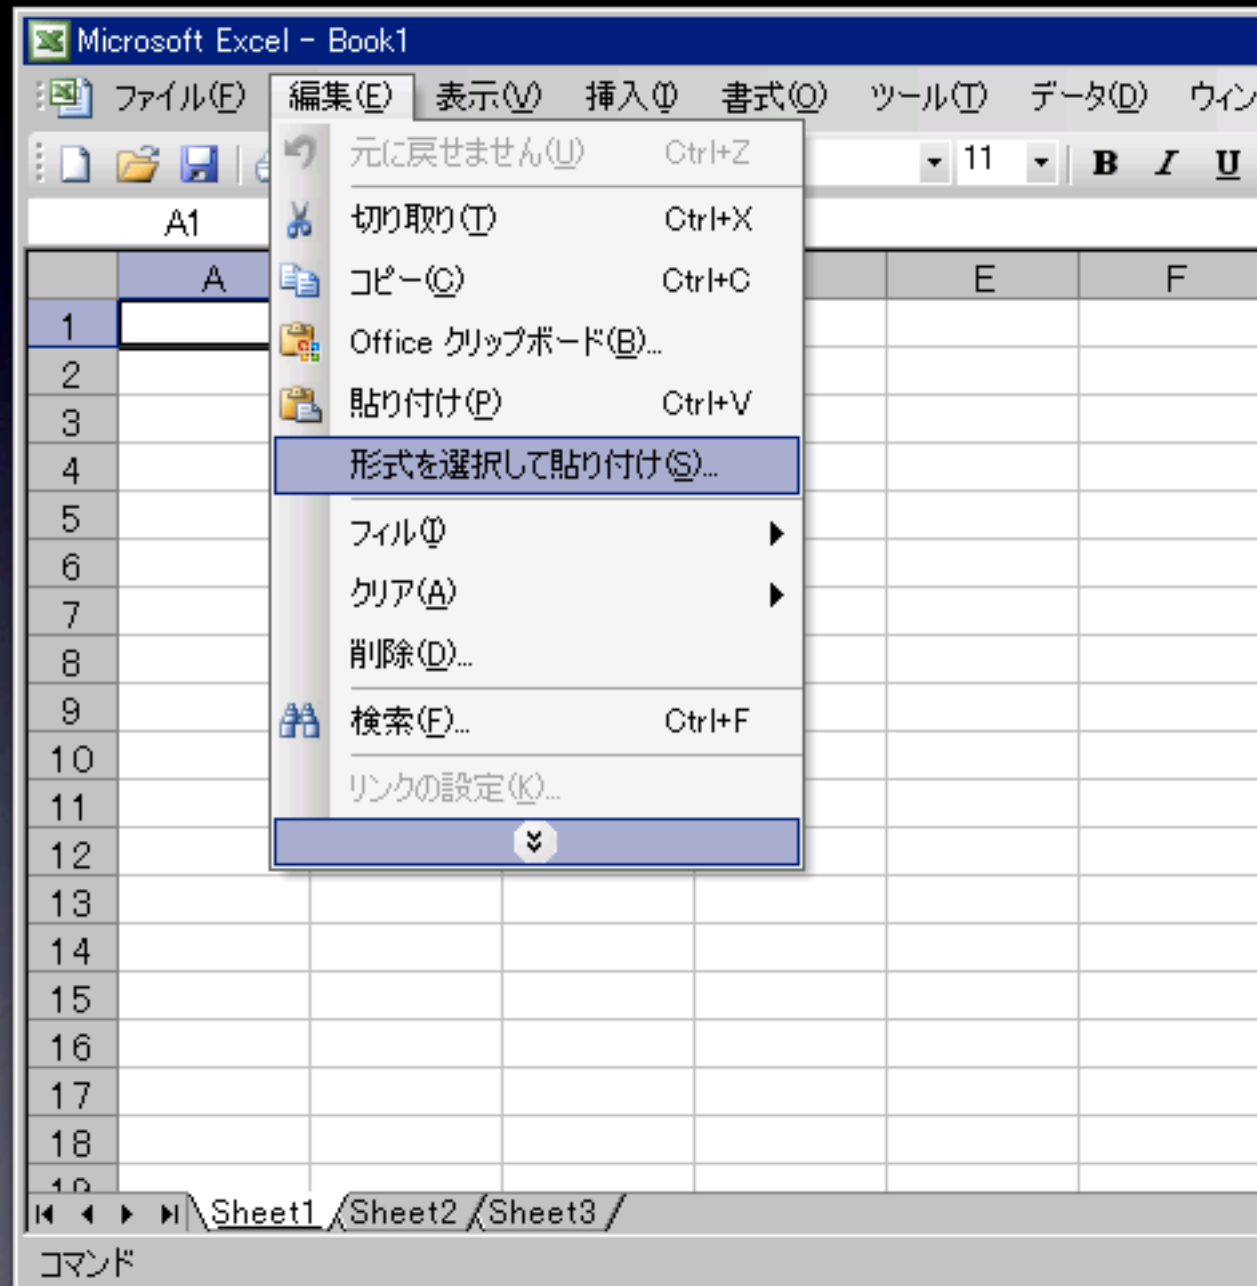 Microsoft Excel - Book1
ファイル(F) 編集(E) 表示(V) 挿入(I) 書式(O) ツール(T) データ(D) ウィン
11 B I U
A1
元に戻せません(U) Ctrl+Z
切り取り(T) Ctrl+X
コピー(C) Ctrl+C
Office クリップボード(B)...
貼り付け(P) Ctrl+V
形式を選択して貼り付け(S)...
フィル(I)
クリア(A)
削除(D)...
検索(F)... Ctrl+F
リンクの設定(K)...
A E F
1
2
3
4
5
6
7
8
9
10
11
12
13
14
15
16
17
18
19
Sheet1 Sheet2 Sheet3
コマンド